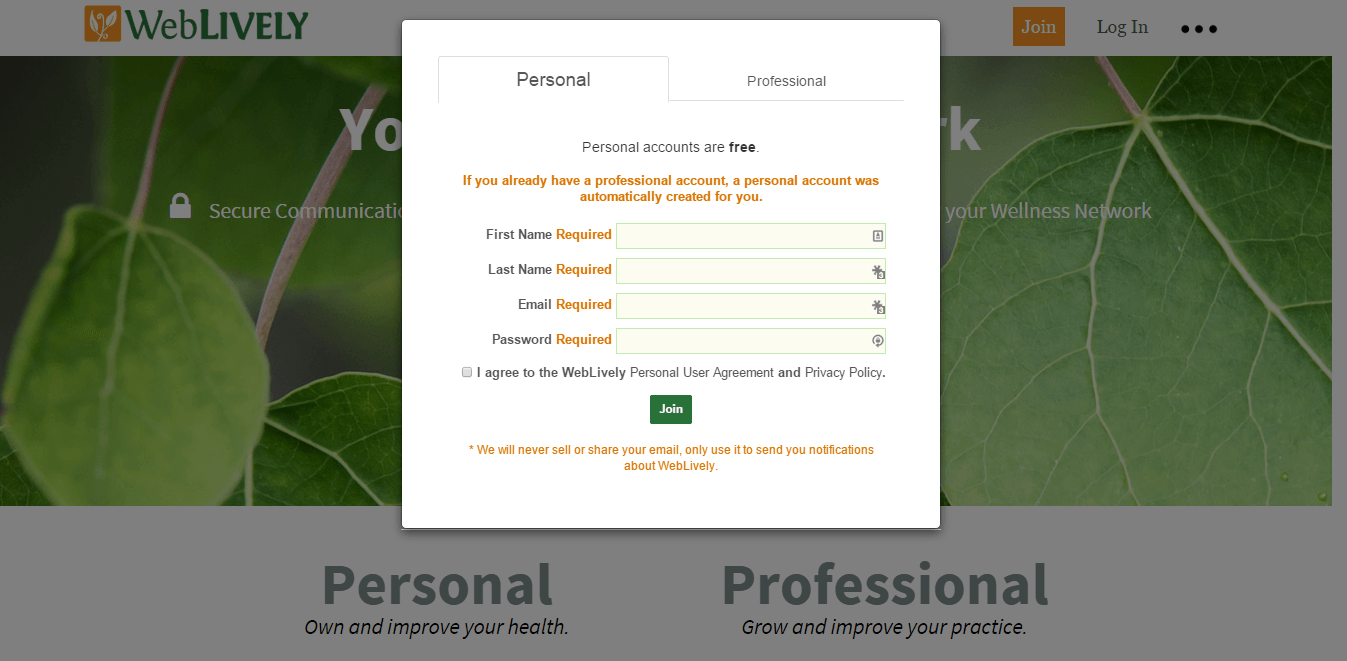 WebLIVELY
Join
Log In
Personal
Professional
Yo
rk
Personal accounts are free.
If you already have a professional account, a personal account was
automatically created for you.
Secure Communicatio
your Wellness Network
First Name Required
Last Name Required
Email Required
Password Required
I agree to the WebLively Personal User Agreement and Privacy Policy.
Join
* We will never sell or share your email, only use it to send you notifications
about WebLively.
Personal
Professional
Own and improve your health.
Grow and improve your practice.